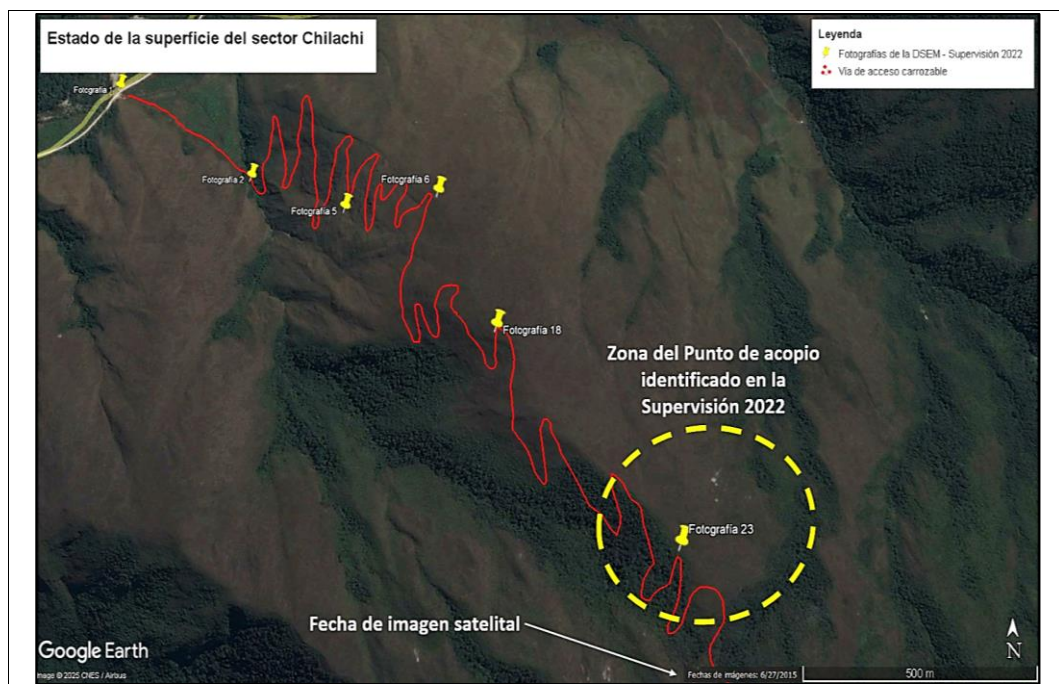 Estado de la superficie del sector Chilachi
Leyenda
Fotografías de la DSEM - Supervisión 2022
Vía de acceso carrozable
Fotografía 1
Fotografía 2
Fotografía 5
Fotografía 6
Fotografía 18
Zona del Punto de acopio
identificado en la
Supervisión 2022
Fotografía 23
Fecha de imagen satelital
Google Earth
Image © 2025 CNES / Airbus
Fechas de imágenes: 6/27/2015
500 m
N